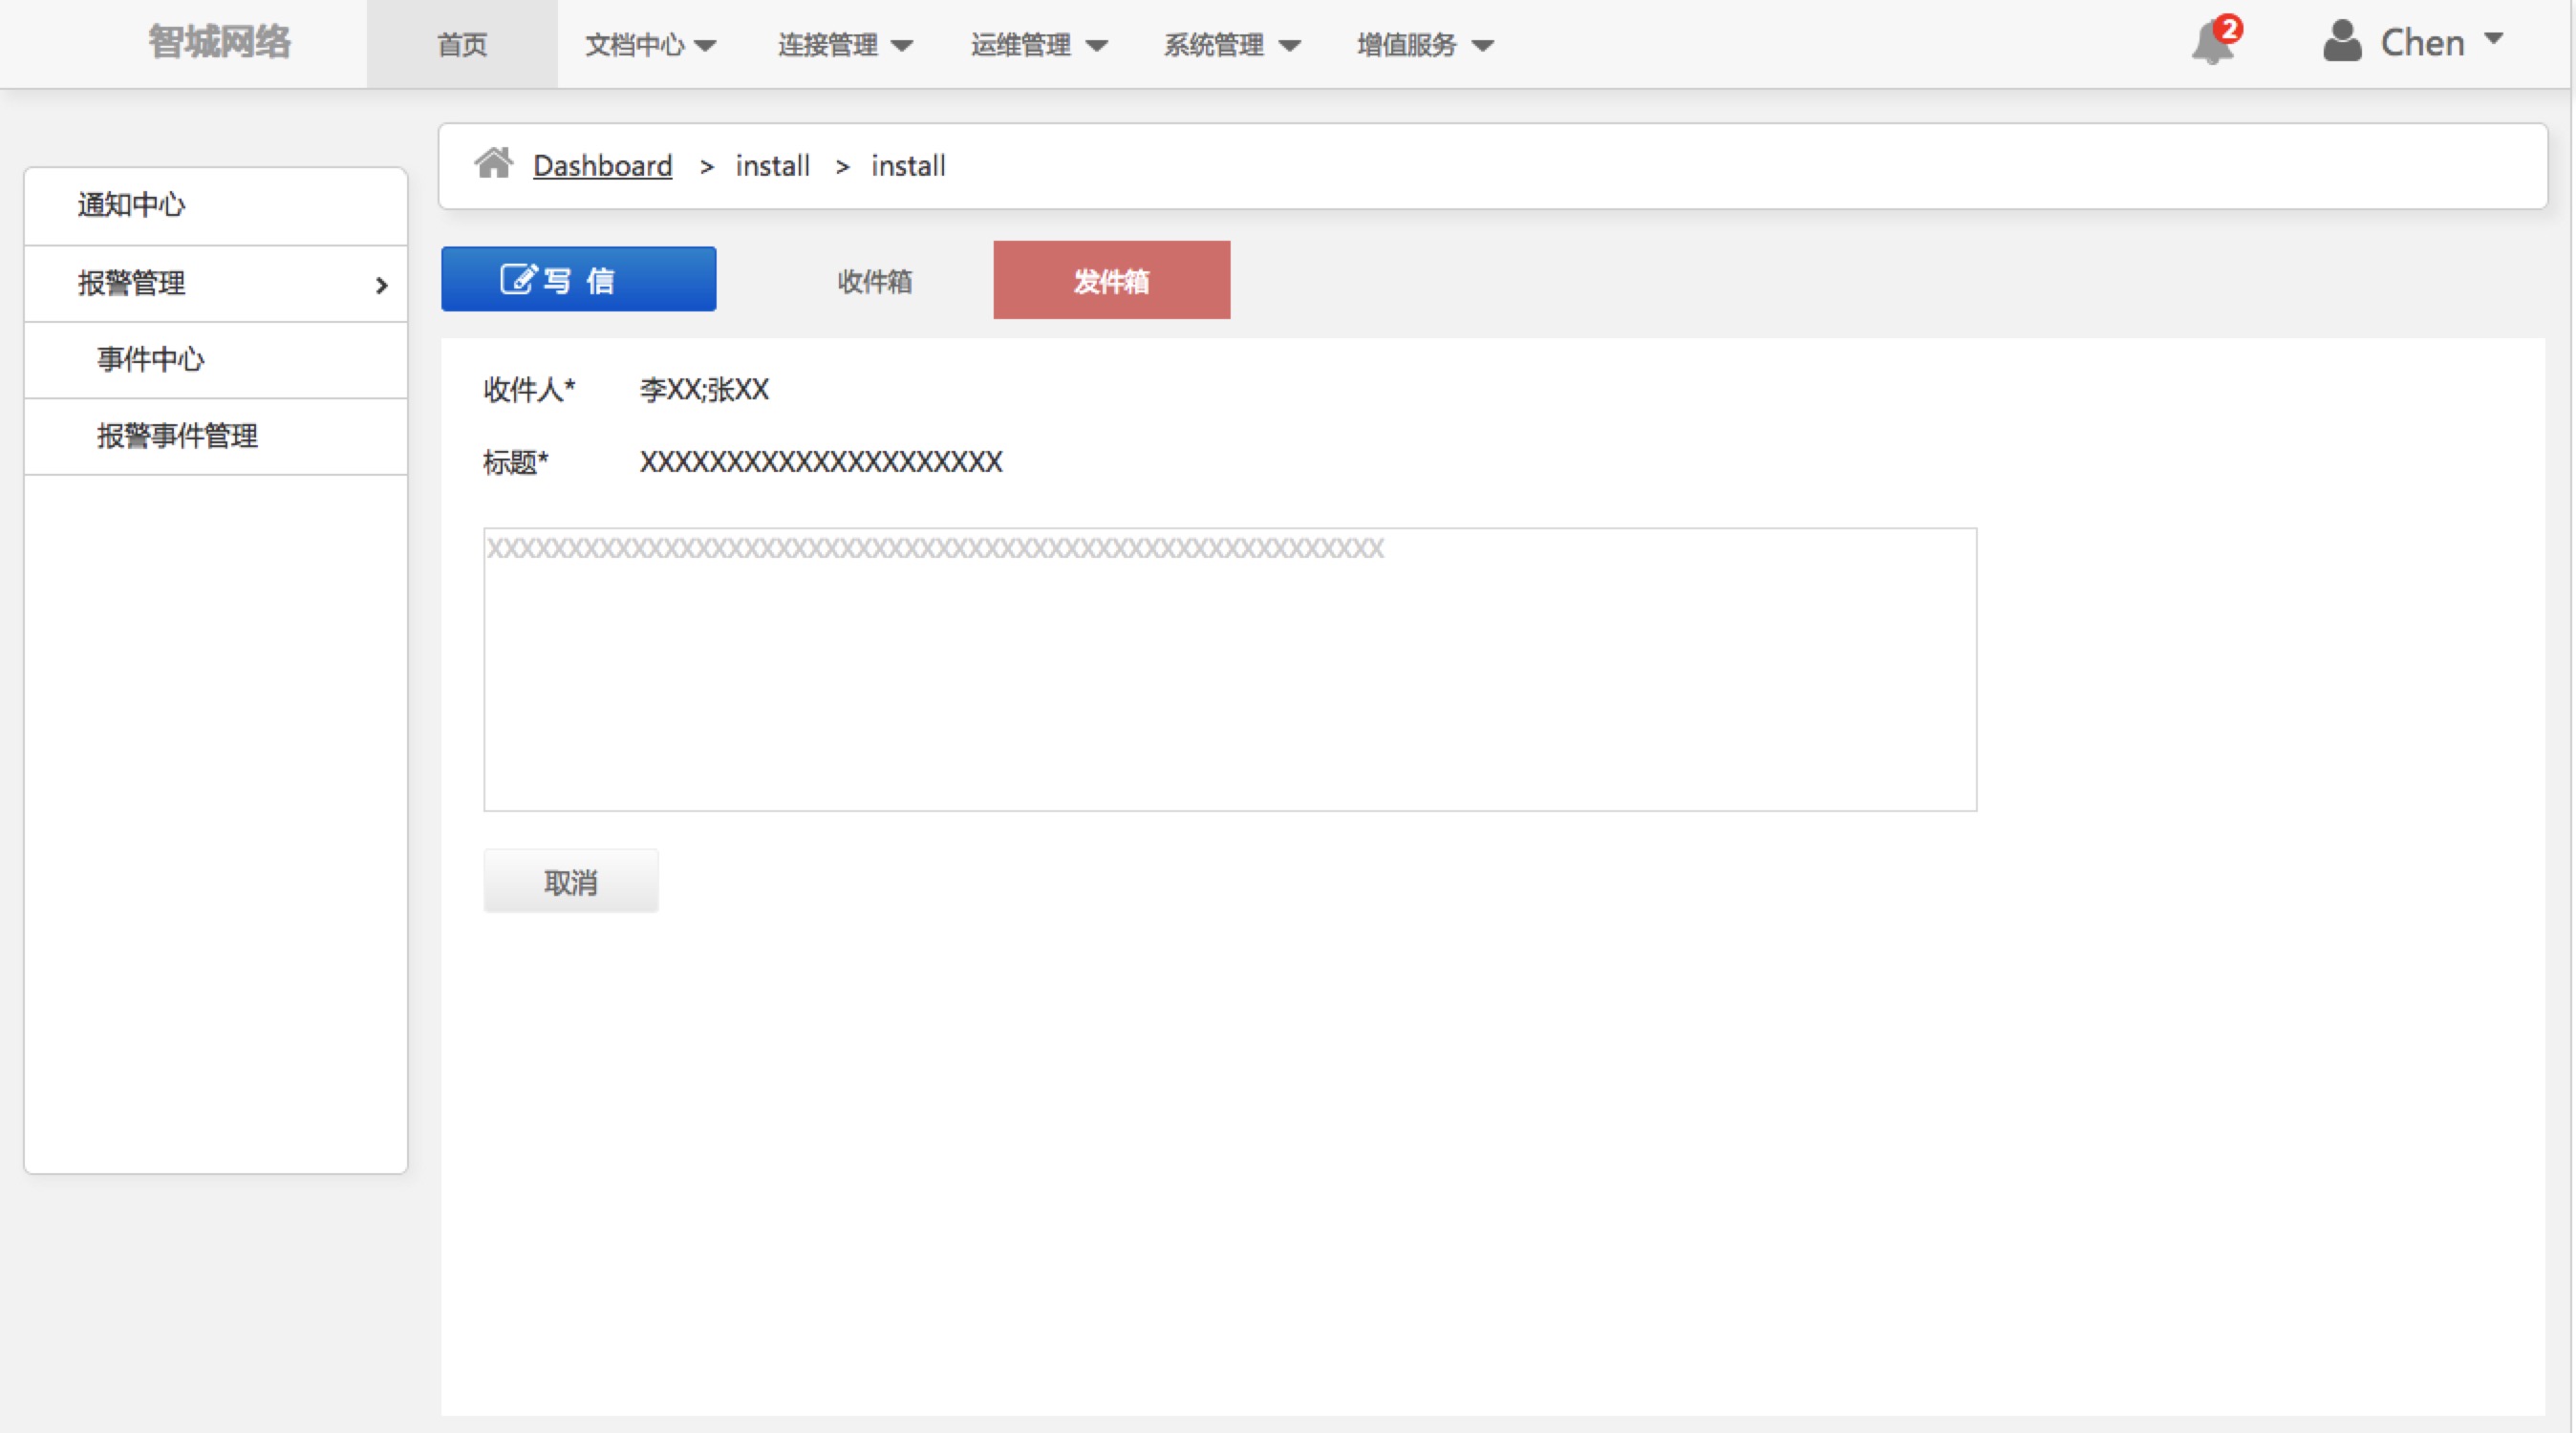 智城网络 首页 文档中心 连接管理 运维管理 系统管理 增值服务 2 Chen
Dashboard > install > install
通知中心
报警管理
事件中心
报警事件管理
写 信 收件箱 发件箱
收件人* 李XX;张XX
标题* XXXXXXXXXXXXXXXXXXXXX
XXXXXXXXXXXXXXXXXXXXXXXXXXXXXXXXXXXXXXXXXXXXXXXXXXXXXXXX
取消